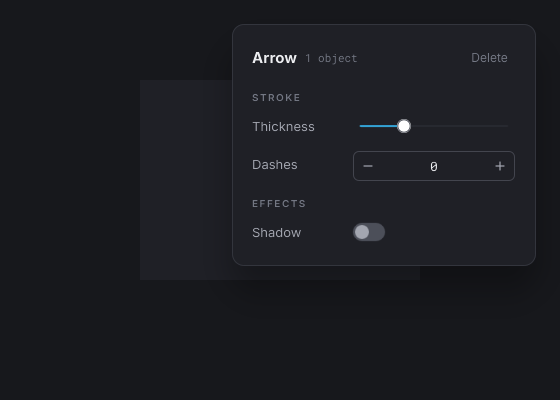 Arrow 1 object Delete
STROKE
Thickness
Dashes − 0 +
EFFECTS
Shadow